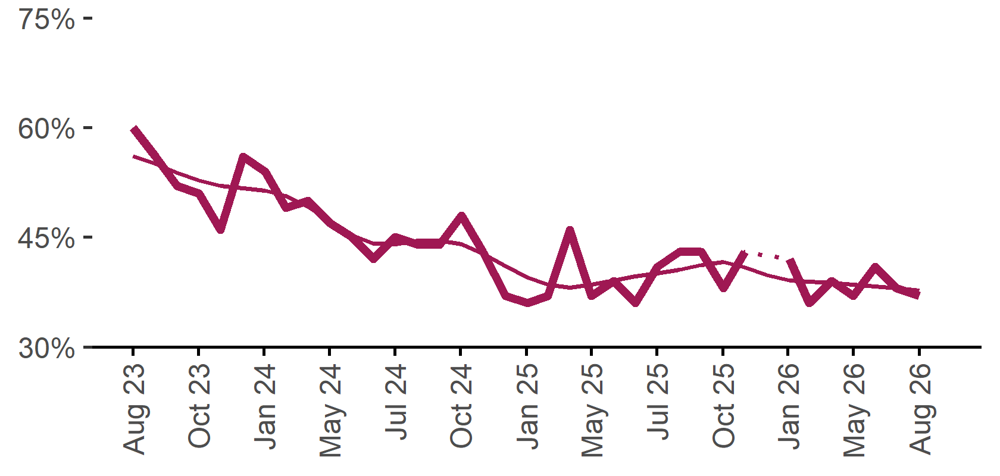 75%
60%
45%
30%
Aug 23
Oct 23
Jan 24
May 24
Jul 24
Oct 24
Jan 25
May 25
Jul 25
Oct 25
Jan 26
May 26
Aug 26